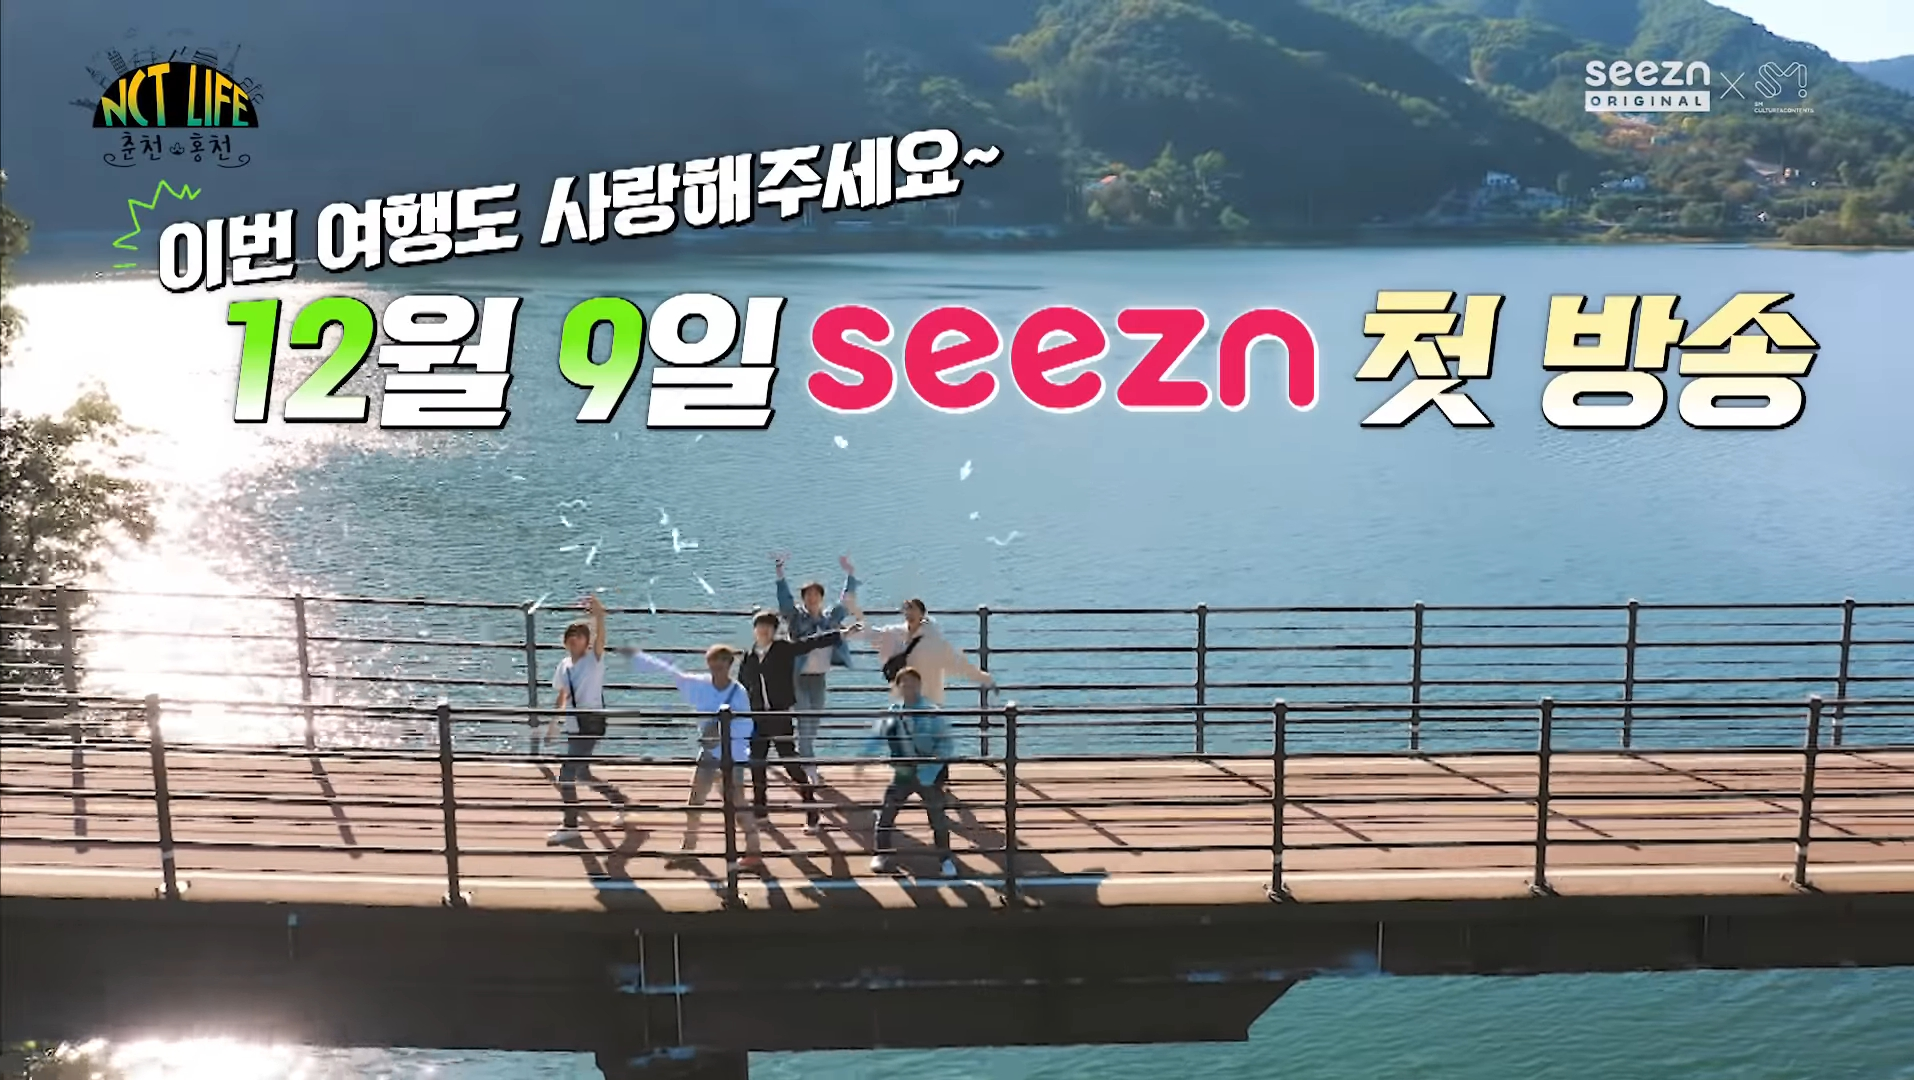 NCT LIFE
춘천 홍천
seezn
ORIGINAL
×
SM
CULTURE&CONTENTS
이번 여행도 사랑해주세요~
12월 9일 seezn 첫 방송